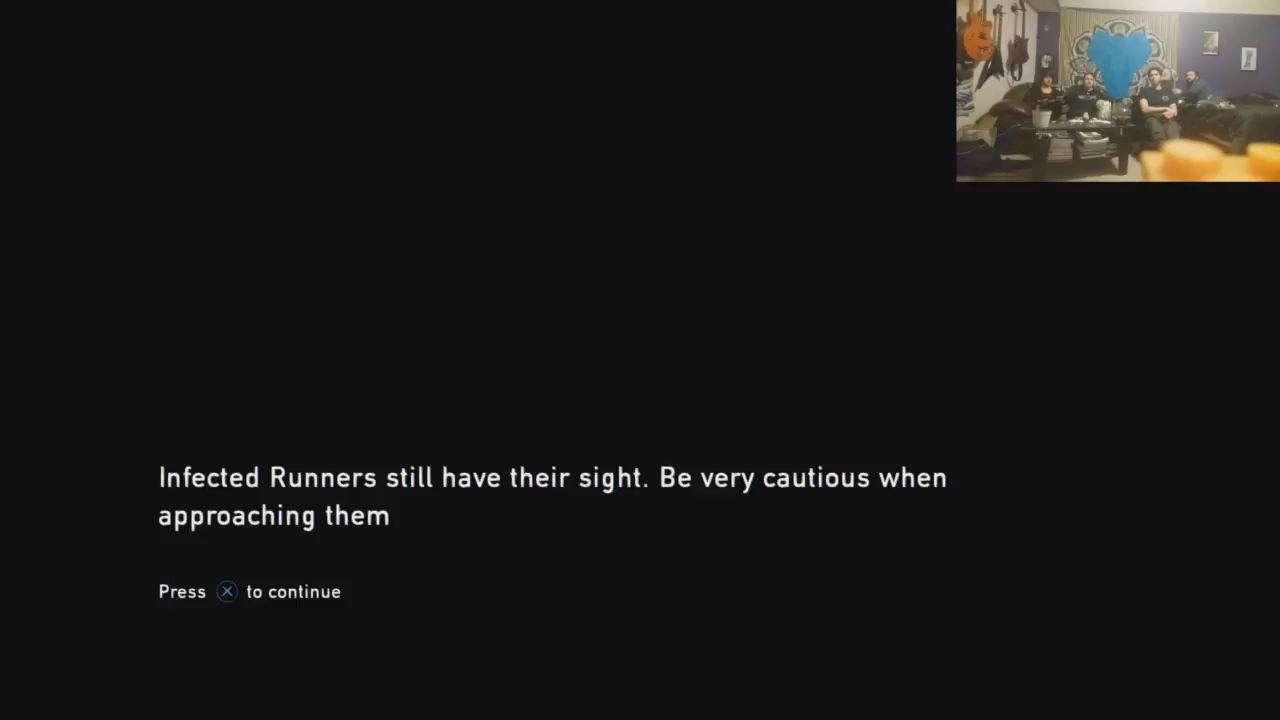 Infected Runners still have their sight. Be very cautious when
approaching them
Press ⓧ to continue